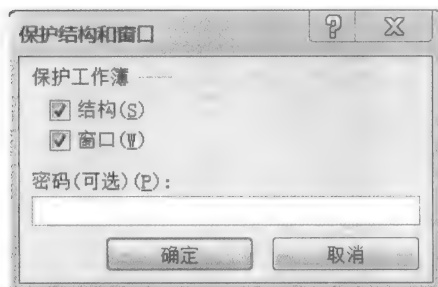 保护结构和窗口
保护工作簿
结构(S)
窗口(W)
密码(可选)(P):
确定
取消